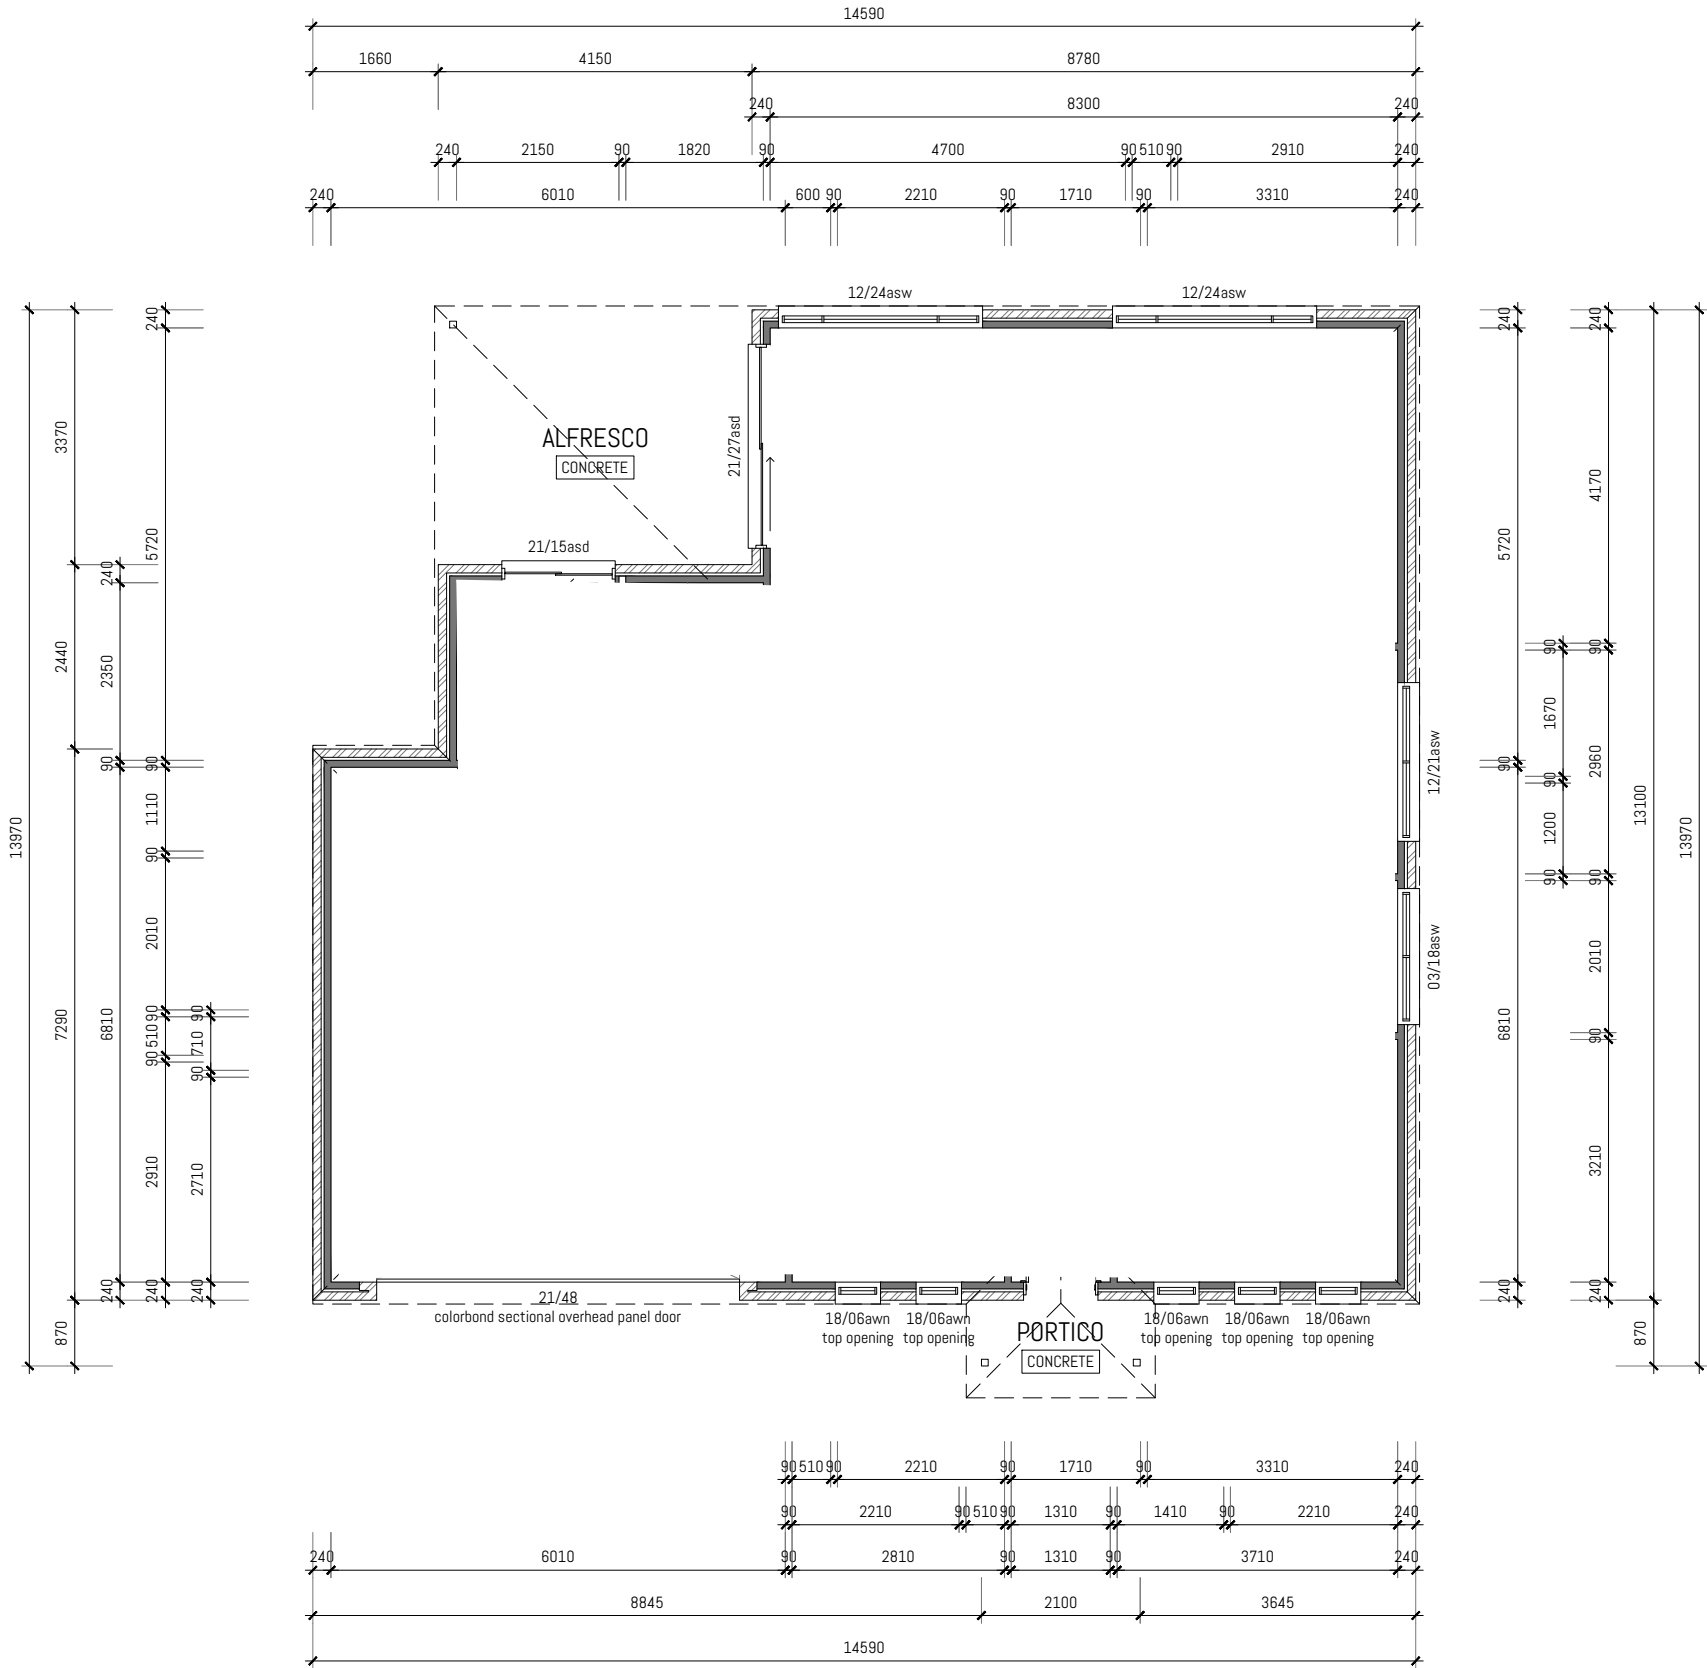 14590
1660 4150 8780
240 8300 240
240 2150 90 1820 90 4700 90 510 90 2910 240
240 6010 600 90 2210 90 1710 90 3310 240
12/24asw 12/24asw
ALFRESCO
CONCRETE
21/27asd
21/15asd
12/21asw
03/18asw
13970
3370
2440
7290
870
240
2350
90
6810
240
240
5720
90
1110
90
2010
90
510
90
2910
240
90
710
90
2710
240
5720
90
6810
240
90
1670
90
1200
90
240
4170
90
2960
90
2010
90
3210
240
13100
870
13970
21/48
colorbond sectional overhead panel door
18/06awn
top opening
18/06awn
top opening
PORTICO
CONCRETE
18/06awn
top opening
18/06awn
top opening
18/06awn
top opening
90 510 90 2210 90 1710 90 3310 240
90 2210 90 510 90 1310 90 1410 90 2210 240
240 6010 90 2810 90 1310 90 3710 240
8845 2100 3645
14590